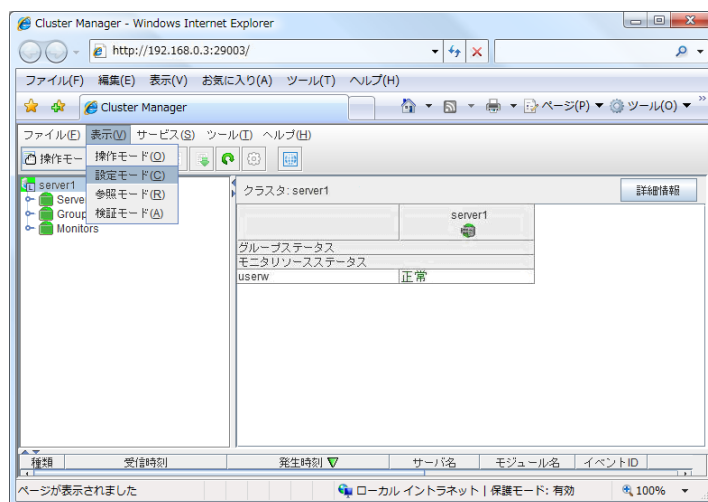 Cluster Manager - Windows Internet Explorer
http://192.168.0.3:29003/
ファイル(F) 編集(E) 表示(V) お気に入り(A) ツール(T) ヘルプ(H)
Cluster Manager
ページ(P) ツール(O)
ファイル(F) 表示(V) サービス(S) ツール(T) ヘルプ(H)
操作モー
操作モード(O)
設定モード(C)
参照モード(R)
検証モード(A)
server1
Serve
Group
Monitors
クラスタ: server1
詳細情報
server1
グループステータス
モニタリソースステータス
userw 正常
種類 受信時刻 発生時刻 サーバ名 モジュール名 イベントID
ページが表示されました
ローカル イントラネット | 保護モード: 有効
100%